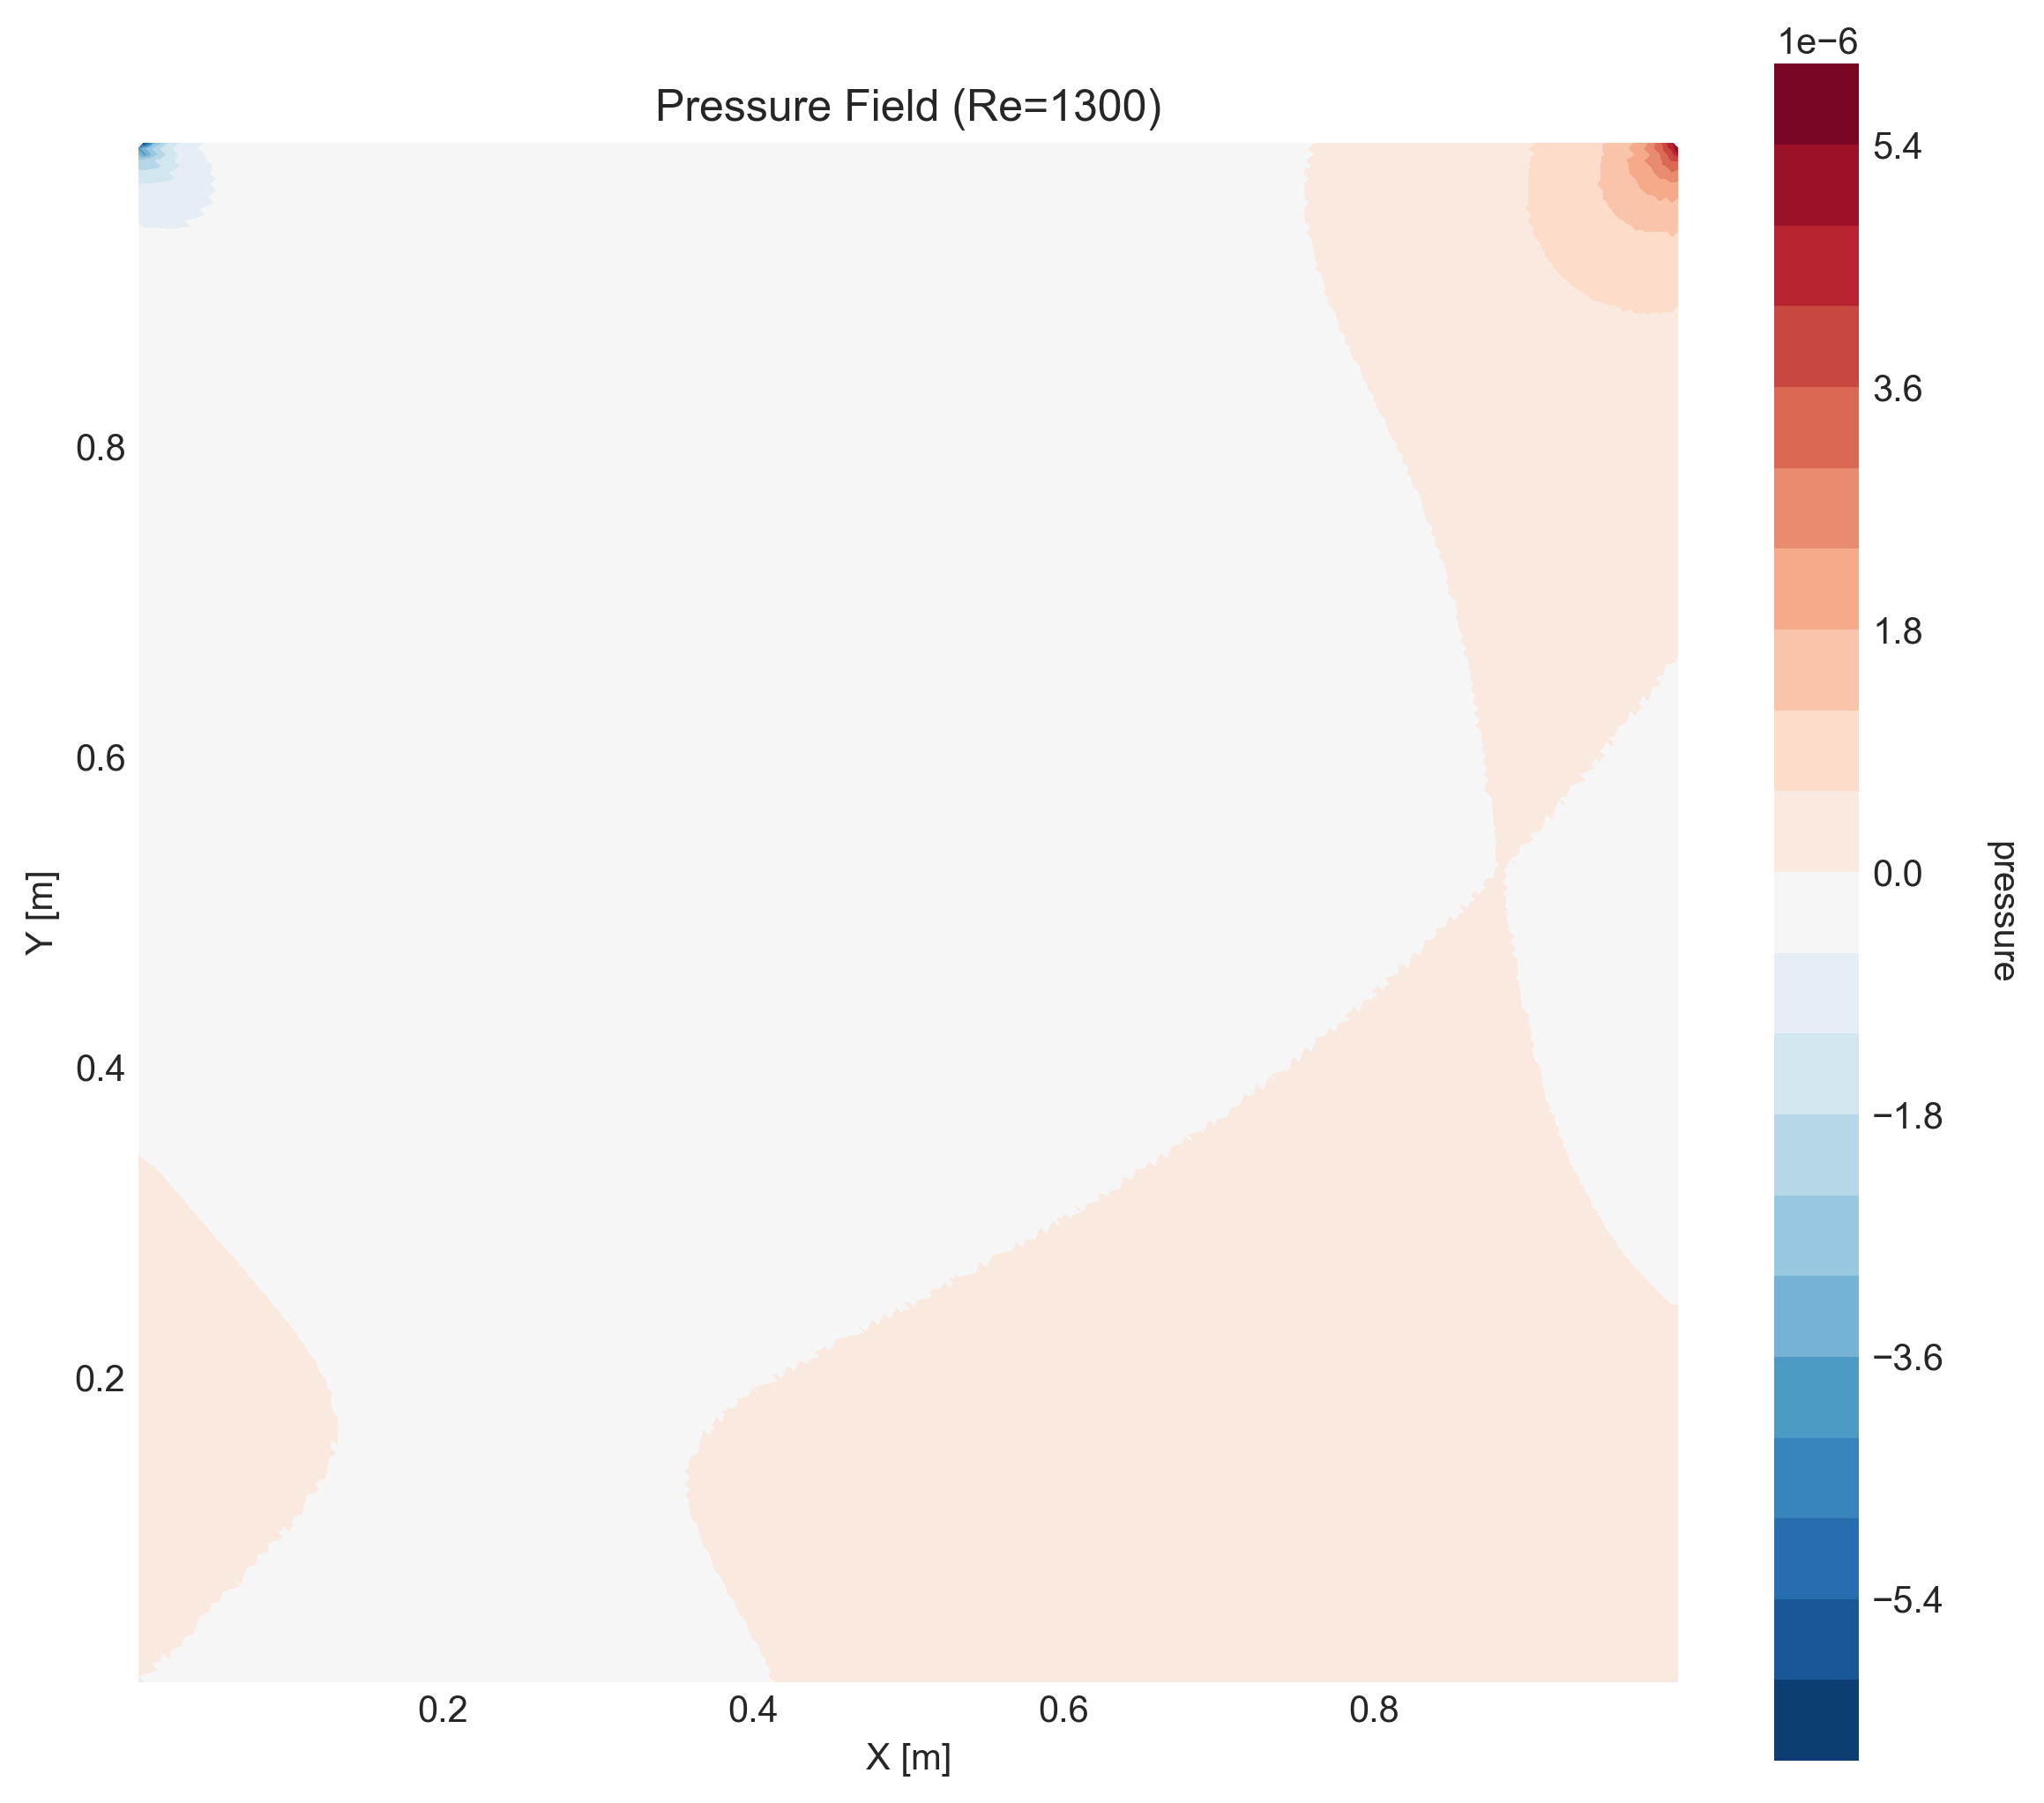 1e−6
Pressure Field (Re=1300)
5.4
3.6
1.8
0.0
−1.8
−3.6
−5.4
pressure
0.8
0.6
0.4
0.2
Y [m]
0.2 0.4 0.6 0.8
X [m]